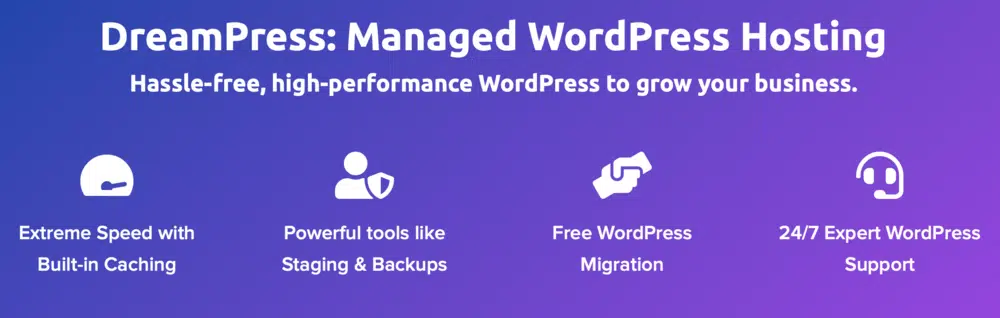 DreamPress: Managed WordPress Hosting
Hassle-free, high-performance WordPress to grow your business.
Extreme Speed with
Built-in Caching
Powerful tools like
Staging & Backups
Free WordPress
Migration
24/7 Expert WordPress
Support